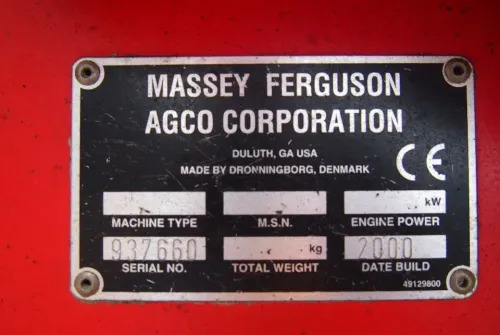 MASSEY FERGUSON
AGCO CORPORATION
DULUTH, GA USA
MADE BY DRONNINGBORG, DENMARK
CE
kW
MACHINE TYPE M.S.N. ENGINE POWER
937660 kg 2000
SERIAL NO. TOTAL WEIGHT DATE BUILD
49129800